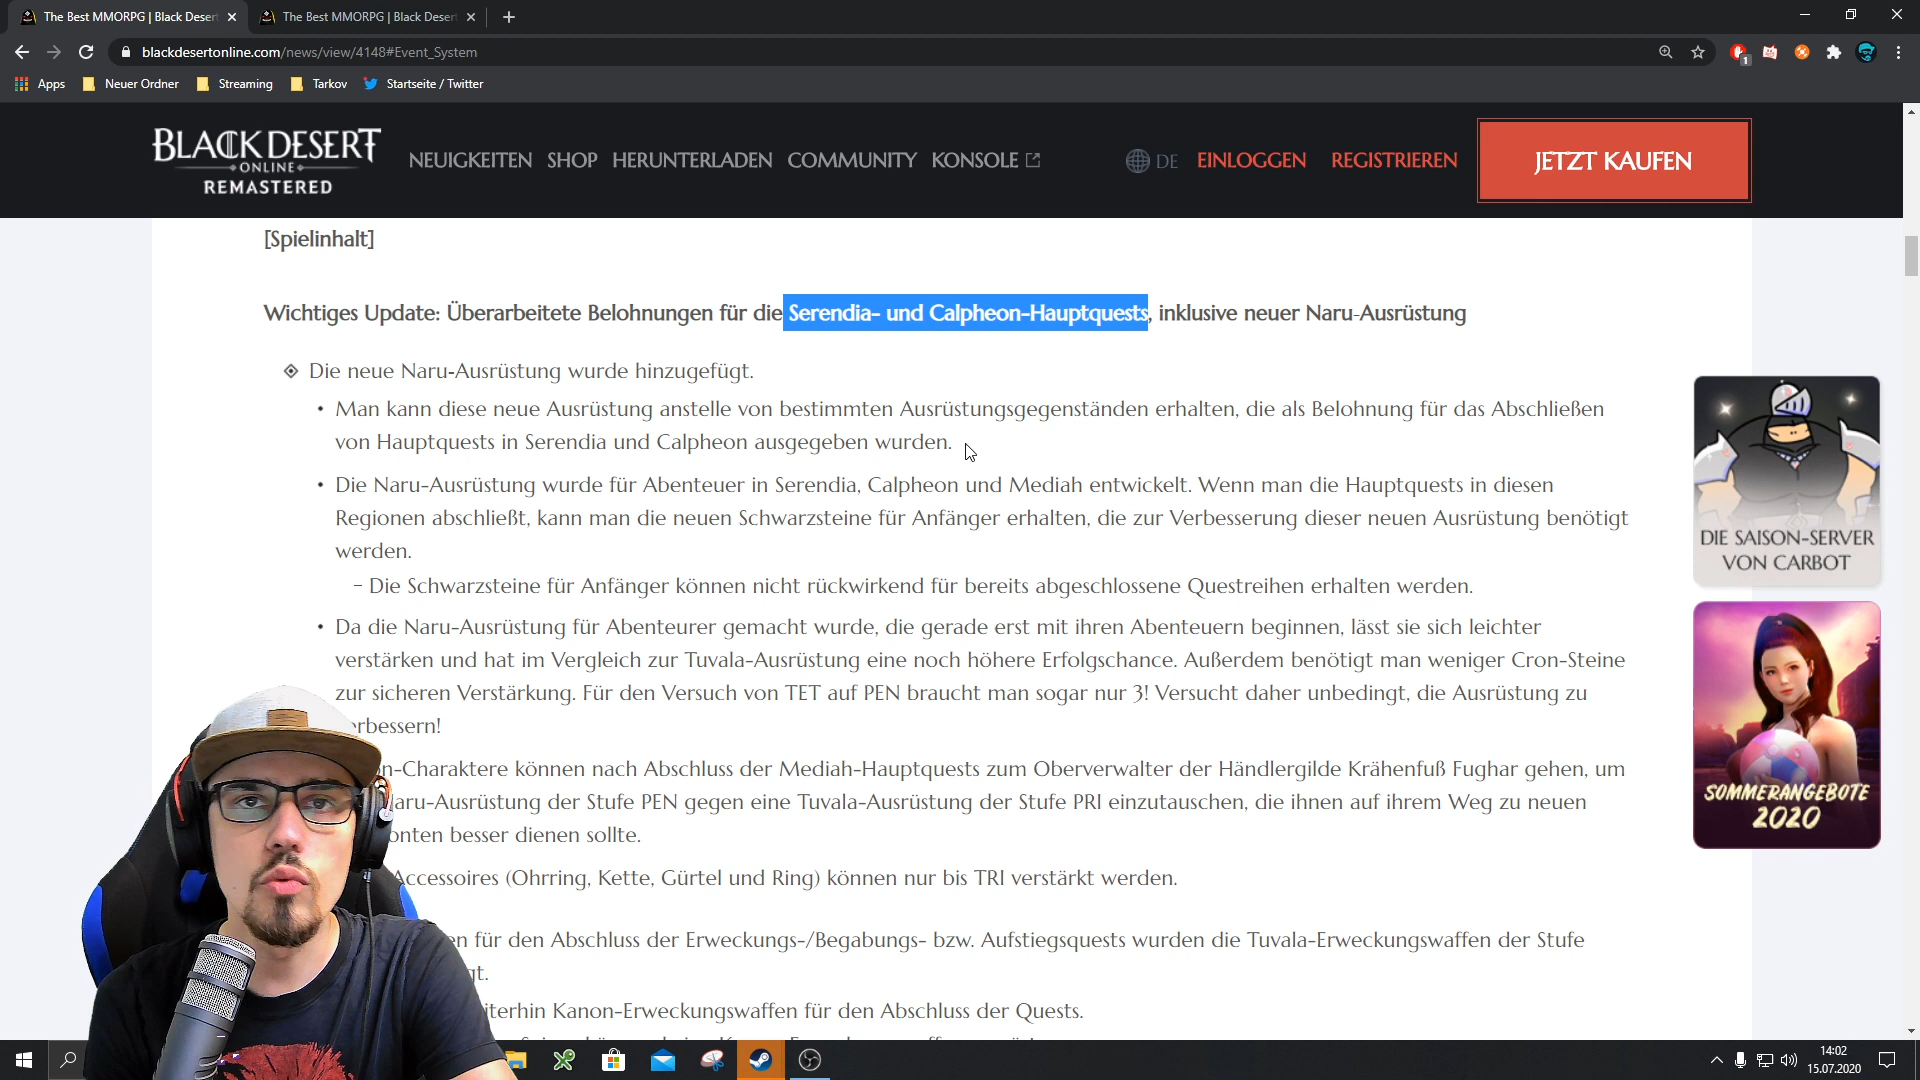 The Best MMORPG | Black Desert
The Best MMORPG | Black Desert
blackdesertonline.com/news/view/4148#Event_System
1
Apps
Neuer Ordner
Streaming
Tarkov
Startseite / Twitter
BLACK DESERT
ONLINE
REMASTERED
NEUIGKEITEN SHOP HERUNTERLADEN COMMUNITY KONSOLE
DE EINLOGGEN REGISTRIEREN
JETZT KAUFEN
[Spielinhalt]
Wichtiges Update: Überarbeitete Belohnungen für die Serendia- und Calpheon-Hauptquests, inklusive neuer Naru-Ausrüstung
Die neue Naru-Ausrüstung wurde hinzugefügt.
• Man kann diese neue Ausrüstung anstelle von bestimmten Ausrüstungsgegenständen erhalten, die als Belohnung für das Abschließen
von Hauptquests in Serendia und Calpheon ausgegeben wurden.
• Die Naru-Ausrüstung wurde für Abenteuer in Serendia, Calpheon und Mediah entwickelt. Wenn man die Hauptquests in diesen
Regionen abschließt, kann man die neuen Schwarzsteine für Anfänger erhalten, die zur Verbesserung dieser neuen Ausrüstung benötigt
werden.
– Die Schwarzsteine für Anfänger können nicht rückwirkend für bereits abgeschlossene Questreihen erhalten werden.
• Da die Naru-Ausrüstung für Abenteurer gemacht wurde, die gerade erst mit ihren Abenteuern beginnen, lässt sie sich leichter
verstärken und hat im Vergleich zur Tuvala-Ausrüstung eine noch höhere Erfolgschance. Außerdem benötigt man weniger Cron-Steine
zur sicheren Verstärkung. Für den Versuch von TET auf PEN braucht man sogar nur 3! Versucht daher unbedingt, die Ausrüstung zu
rbessern!
n-Charaktere können nach Abschluss der Mediah-Hauptquests zum Oberverwalter der Händlergilde Krähenfuß Fughar gehen, um
aru-Ausrüstung der Stufe PEN gegen eine Tuvala-Ausrüstung der Stufe PRI einzutauschen, die ihnen auf ihrem Weg zu neuen
onten besser dienen sollte.
Accessoires (Ohrring, Kette, Gürtel und Ring) können nur bis TRI verstärkt werden.
en für den Abschluss der Erweckungs-/Begabungs- bzw. Aufstiegsquests wurden die Tuvala-Erweckungswaffen der Stufe
gt.
iterhin Kanon-Erweckungswaffen für den Abschluss der Quests.
DIE SAISON-SERVER
VON CARBOT
SOMMERANGEBOTE
2020
14:02
15.07.2020